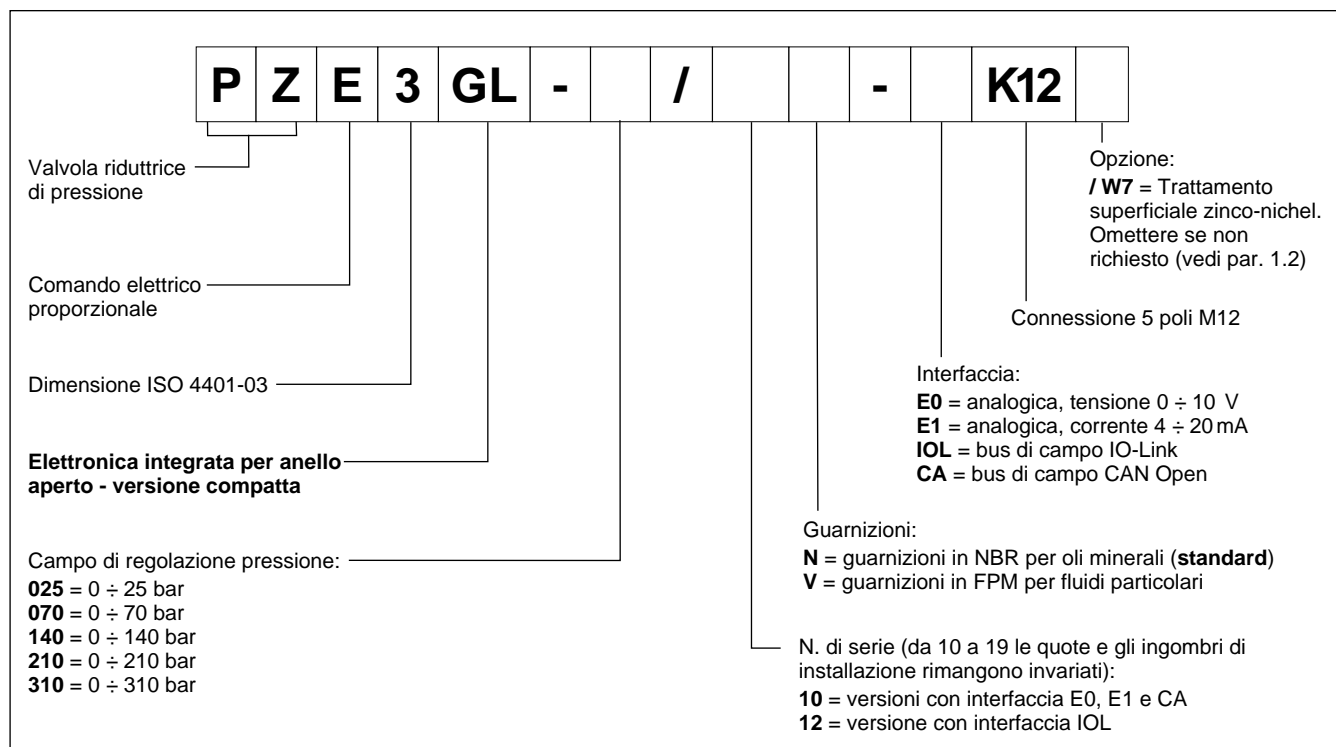 P Z E 3 GL - / - K12
Valvola riduttrice
di pressione
Comando elettrico
proporzionale
Dimensione ISO 4401-03
Elettronica integrata per anello
aperto - versione compatta
Campo di regolazione pressione:
025 = 0 ÷ 25 bar
070 = 0 ÷ 70 bar
140 = 0 ÷ 140 bar
210 = 0 ÷ 210 bar
310 = 0 ÷ 310 bar
Opzione:
/ W7 = Trattamento
superficiale zinco-nichel.
Omettere se non
richiesto (vedi par. 1.2)
Connessione 5 poli M12
Interfaccia:
E0 = analogica, tensione 0 ÷ 10 V
E1 = analogica, corrente 4 ÷ 20 mA
IOL = bus di campo IO-Link
CA = bus di campo CAN Open
Guarnizioni:
N = guarnizioni in NBR per oli minerali (standard)
V = guarnizioni in FPM per fluidi particolari
N. di serie (da 10 a 19 le quote e gli ingombri di
installazione rimangono invariati):
10 = versioni con interfaccia E0, E1 e CA
12 = versione con interfaccia IOL